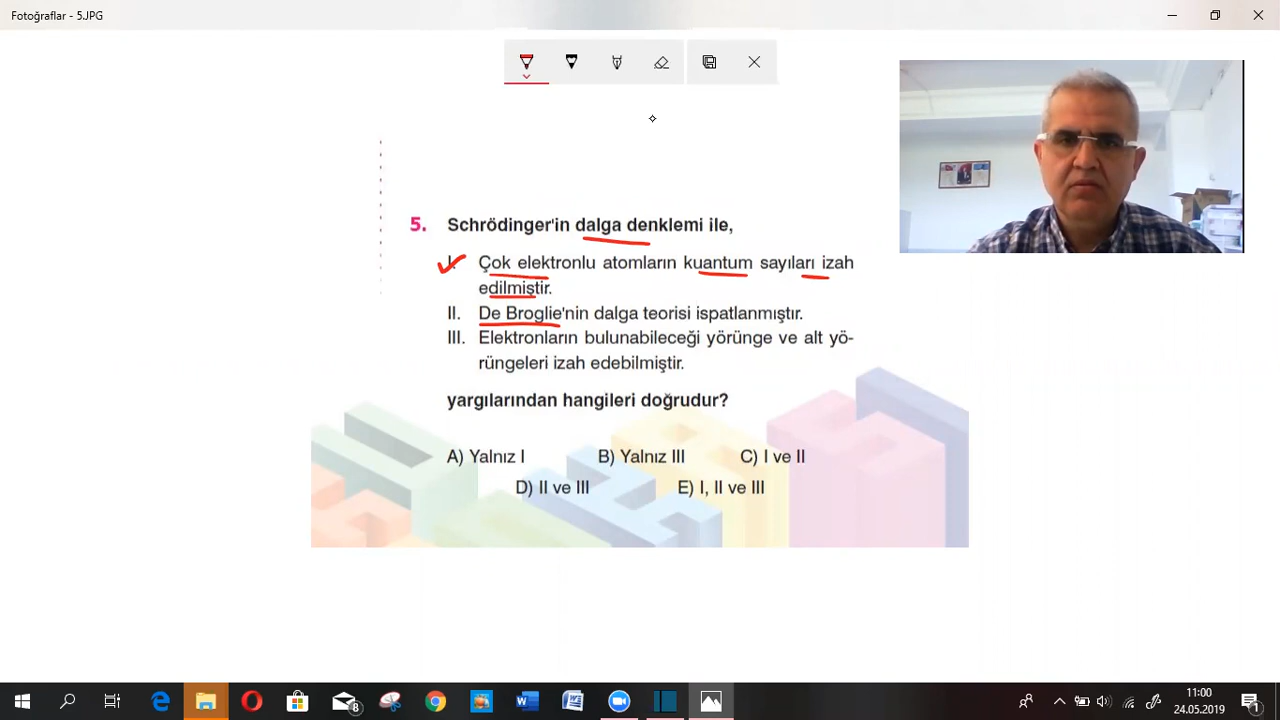 Fotoğraflar - 5.JPG
5. Schrödinger'in dalga denklemi ile,
I. Çok elektronlu atomların kuantum sayıları izah
edilmiştir.
II. De Broglie'nin dalga teorisi ispatlanmıştır.
III. Elektronların bulunabileceği yörünge ve alt yö-
rüngeleri izah edebilmiştir.
yargılarından hangileri doğrudur?
A) Yalnız I B) Yalnız III C) I ve II
D) II ve III E) I, II ve III
8
11:00
24.05.2019
1